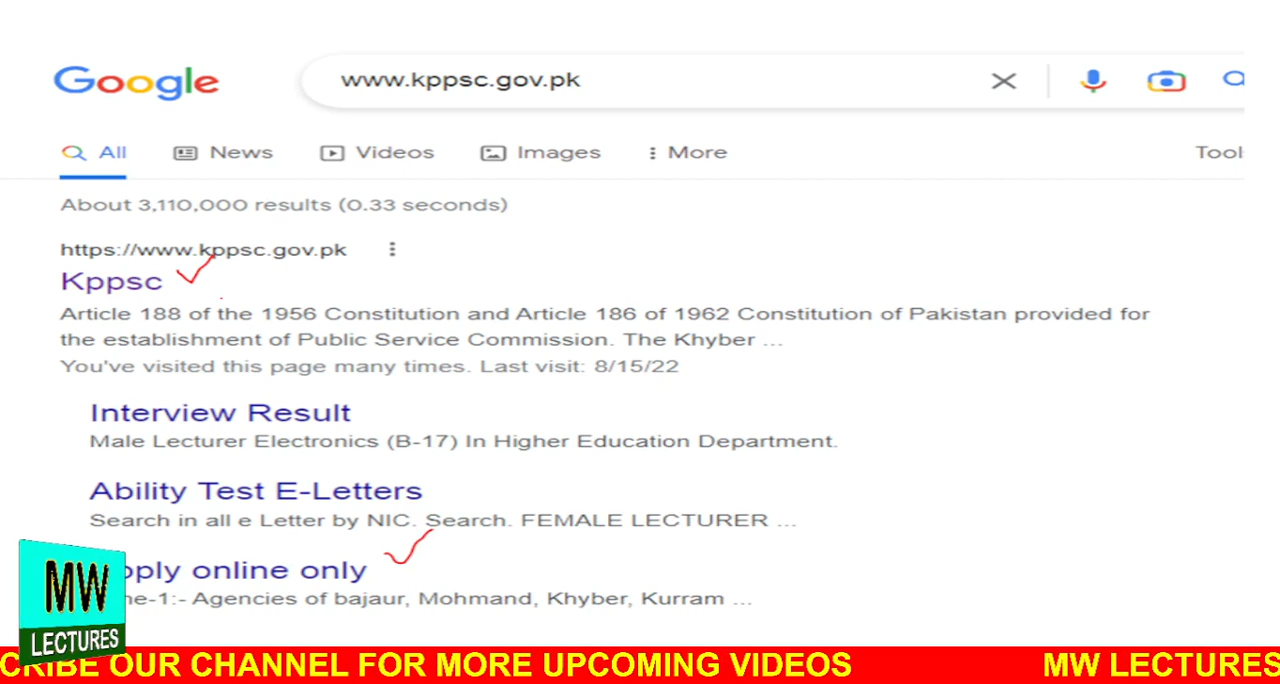 Google
www.kppsc.gov.pk
All News Videos Images More Tool
About 3,110,000 results (0.33 seconds)
https://www.kppsc.gov.pk
Kppsc
Article 188 of the 1956 Constitution and Article 186 of 1962 Constitution of Pakistan provided for
the establishment of Public Service Commission. The Khyber ...
You've visited this page many times. Last visit: 8/15/22
Interview Result
Male Lecturer Electronics (B-17) In Higher Education Department.
Ability Test E-Letters
Search in all e Letter by NIC. Search. FEMALE LECTURER ...
pply online only
ne-1:- Agencies of bajaur, Mohmand, Khyber, Kurram ...
MW
LECTURES
CRIBE OUR CHANNEL FOR MORE UPCOMING VIDEOS MW LECTURES